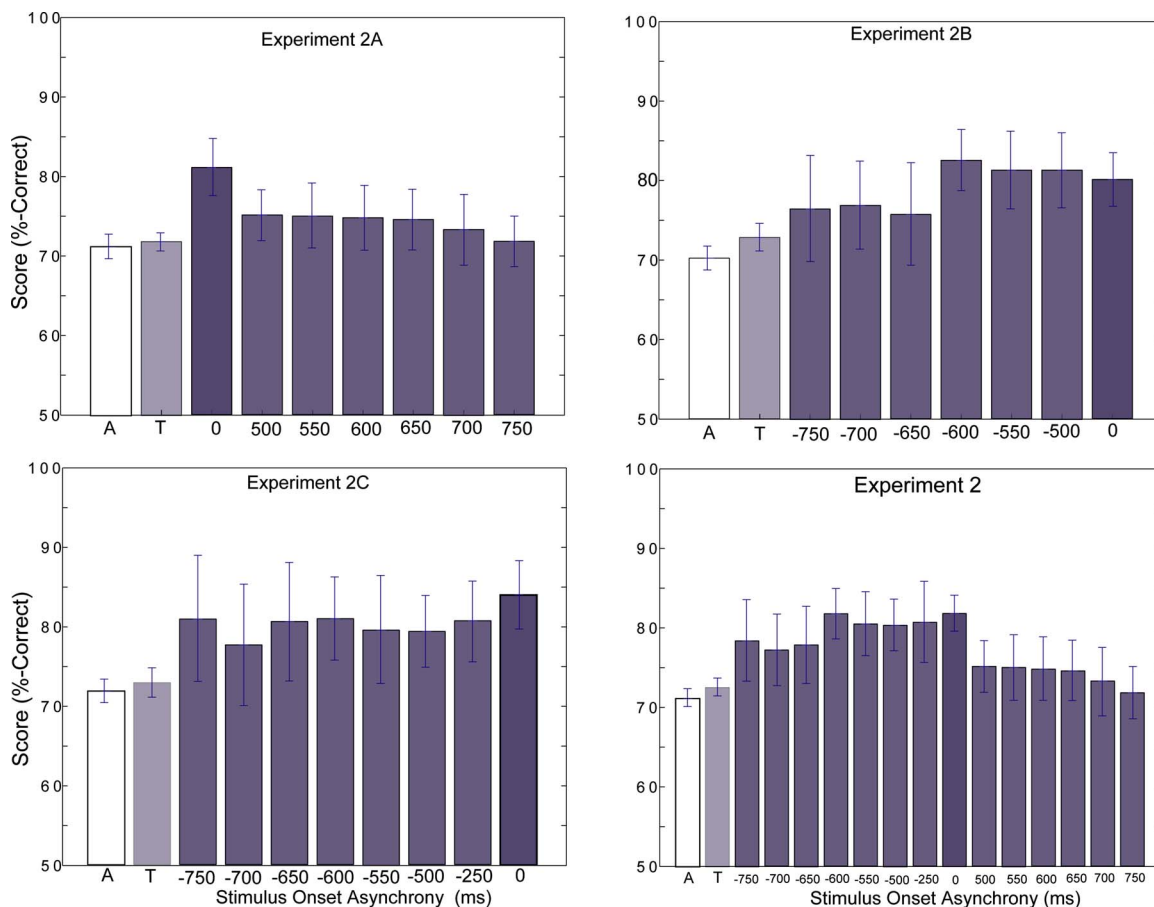 Experiment 2A
Score (%-Correct)
100
90
80
70
60
50
A T 0 500 550 600 650 700 750
Experiment 2B
100
90
80
70
60
50
A T -750 -700 -650 -600 -550 -500 0
Experiment 2C
Score (%-Correct)
100
90
80
70
60
50
A T -750 -700 -650 -600 -550 -500 -250 0
Stimulus Onset Asynchrony (ms)
Experiment 2
100
90
80
70
60
50
A T -750 -700 -650 -600 -550 -500 -250 0 500 550 600 650 700 750
Stimulus Onset Asynchrony (ms)